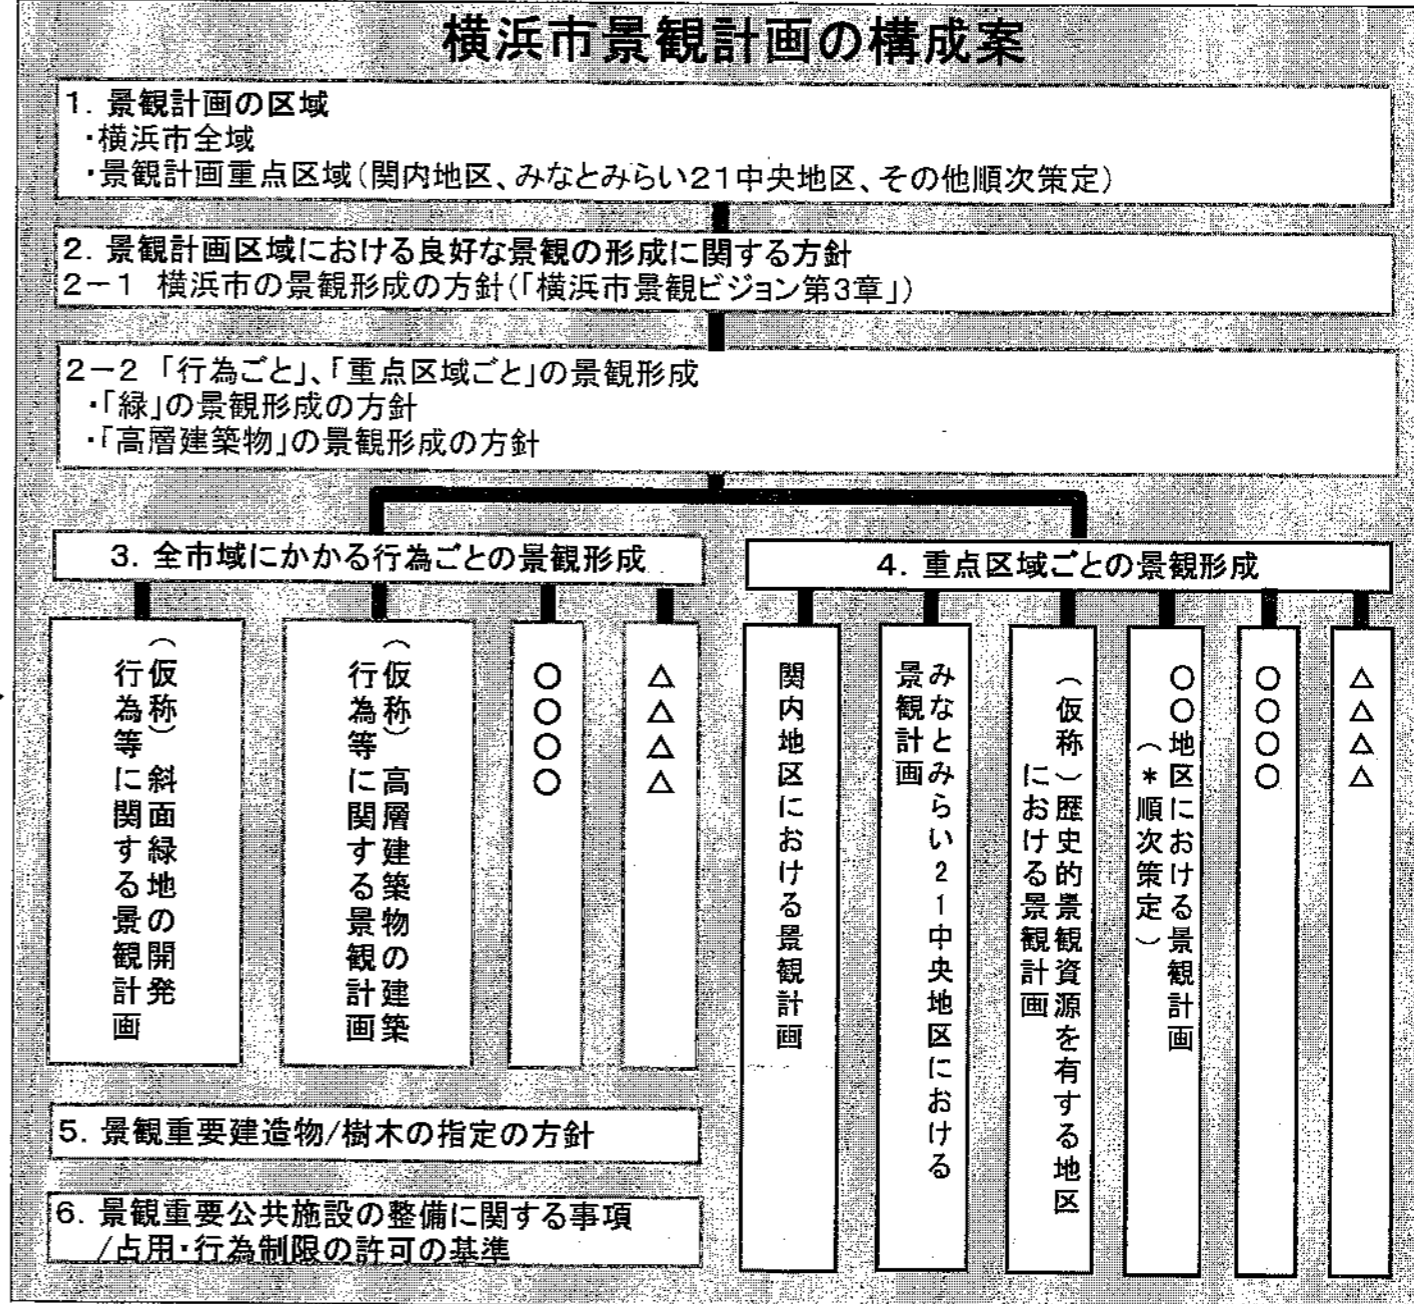 横浜市景観計画の構成案
1. 景観計画の区域
・横浜市全域
・景観計画重点区域(関内地区、みなとみらい21中央地区、その他順次策定)
2. 景観計画区域における良好な景観の形成に関する方針
2-1 横浜市の景観形成の方針(「横浜市景観ビジョン第3章」)
2-2 「行為ごと」、「重点区域ごと」の景観形成
・「緑」の景観形成の方針
・「高層建築物」の景観形成の方針
3. 全市域にかかる行為ごとの景観形成
(仮称)斜面緑地の開発
行為等に関する景観計画
(仮称)高層建築物の建築
行為等に関する景観計画
○○○○
△△△△
4. 重点区域ごとの景観形成
関内地区における景観計画
みなとみらい21中央地区における
景観計画
(仮称)歴史的景観資源を有する地区
における景観計画
○○地区における景観計画
(*順次策定)
○○○○
△△△△
5. 景観重要建造物/樹木の指定の方針
6. 景観重要公共施設の整備に関する事項
/占用・行為制限の許可の基準